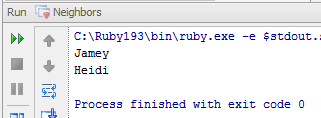 Run Neighbors
C:\Ruby193\bin\ruby.exe -e $stdout.
Jamey
Heidi
Process finished with exit code 0